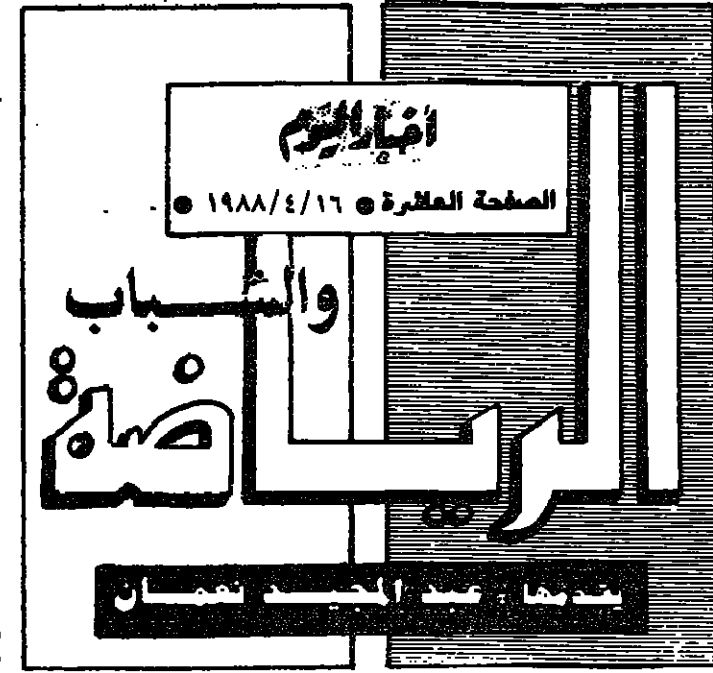 أخبار اليوم
الصفحة العاشرة ● ١٩٨٨/٤/١٦ ●
الرياضة
والشباب
يقدمها : عبد المجيد نعمان